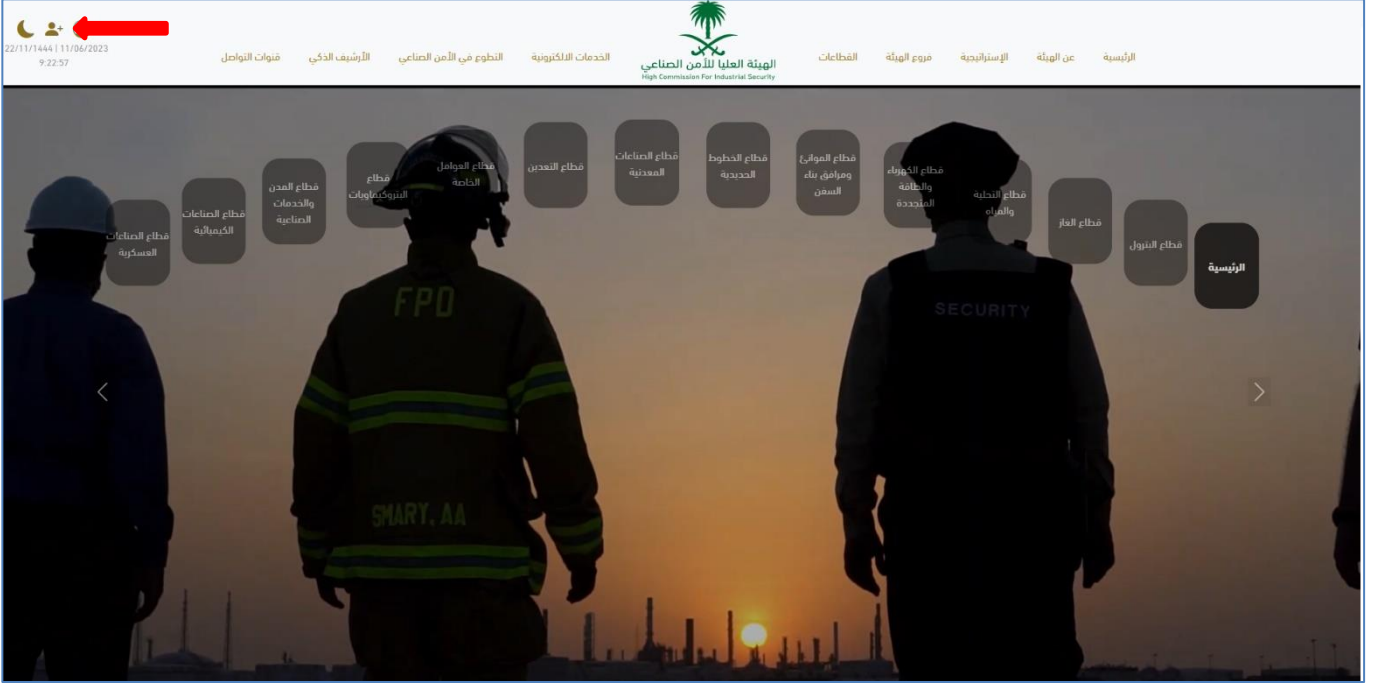 22/11/1444 | 11/06/2023
9:22:57
الرئيسية
عن الهيئة
الإستراتيجية
فروع الهيئة
القطاعات
الهيئة العليا للأمن الصناعي
High Commission For Industrial Security
الخدمات الالكترونية
التطوع في الأمن الصناعي
الأرشيف الذكي
قنوات التواصل
الرئيسية
قطاع البترول
قطاع الغاز
قطاع التحلية
والمياه
قطاع الكهرباء
والطاقة
المتجددة
قطاع الموانئ
ومرافق بناء
السفن
قطاع الخطوط
الحديدية
قطاع الصناعات
المعدنية
قطاع التعدين
قطاع العوامل
الخاصة
قطاع
البتروكيماويات
قطاع المدن
والخدمات
الصناعية
قطاع الصناعات
الكيميائية
قطاع الصناعات
العسكرية
FPD
SMARY, AA
SECURITY